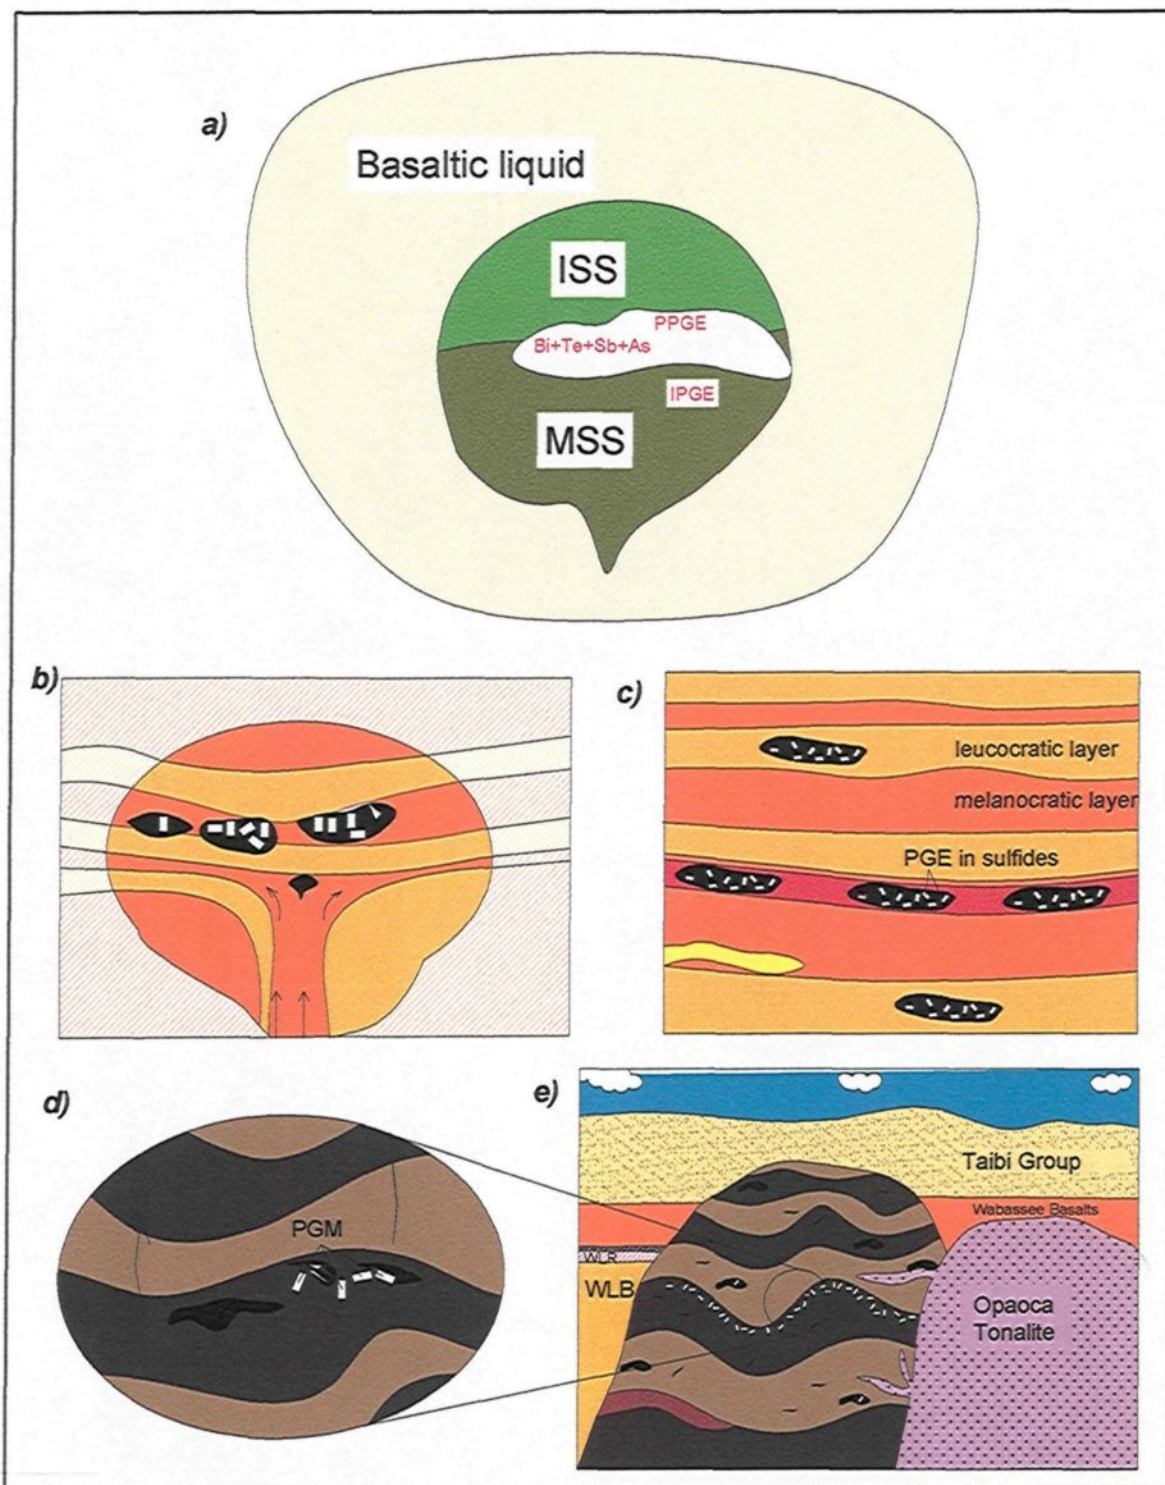 a)
Basaltic liquid
ISS
PPGE
Bi+Te+Sb+As
IPGE
MSS
b)
c)
leucocratic layer
melanocratic layer
PGE in sulfides
d)
PGM
e)
Taibi Group
Wabassee Basalts
WLR
WLB
Opaoca
Tonalite